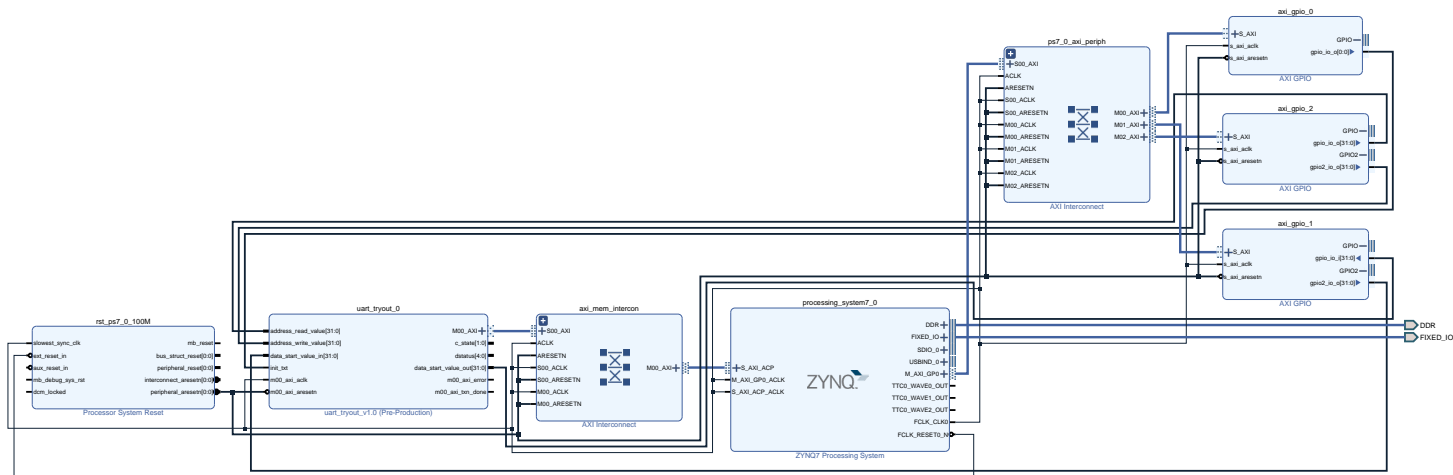 axi_gpio_0
S_AXI
s_axi_aclk
s_axi_aresetn
GPIO
gpio_io_o[0:0]
AXI GPIO
ps7_0_axi_periph
S00_AXI
ACLK
ARESETN
S00_ACLK
S00_ARESETN
M00_ACLK
M00_ARESETN
M01_ACLK
M01_ARESETN
M02_ACLK
M02_ARESETN
M00_AXI
M01_AXI
M02_AXI
AXI Interconnect
axi_gpio_2
S_AXI
s_axi_aclk
s_axi_aresetn
GPIO
gpio_io_o[31:0]
GPIO2
gpio2_io_o[31:0]
AXI GPIO
axi_gpio_1
S_AXI
s_axi_aclk
s_axi_aresetn
GPIO
gpio_io_i[31:0]
GPIO2
gpio2_io_o[31:0]
AXI GPIO
rst_ps7_0_100M
slowest_sync_clk
ext_reset_in
aux_reset_in
mb_debug_sys_rst
dcm_locked
mb_reset
bus_struct_reset[0:0]
peripheral_reset[0:0]
interconnect_aresetn[0:0]
peripheral_aresetn[0:0]
Processor System Reset
uart_tryout_0
address_read_value[31:0]
address_write_value[31:0]
data_start_value_in[31:0]
init_txt
m00_axi_aclk
m00_axi_aresetn
M00_AXI
c_state[1:0]
dstatus[4:0]
data_start_value_out[31:0]
m00_axi_error
m00_axi_txn_done
uart_tryout_v1.0 (Pre-Production)
axi_mem_intercon
S00_AXI
ACLK
ARESETN
S00_ACLK
S00_ARESETN
M00_ACLK
M00_ARESETN
M00_AXI
AXI Interconnect
processing_system7_0
S_AXI_ACP
M_AXI_GP0_ACLK
S_AXI_ACP_ACLK
ZYNQ
DDR
FIXED_IO
SDIO_0
USBIND_0
M_AXI_GP0
TTC0_WAVE0_OUT
TTC0_WAVE1_OUT
TTC0_WAVE2_OUT
FCLK_CLK0
FCLK_RESET0_N
ZYNQ7 Processing System
DDR
FIXED_IO